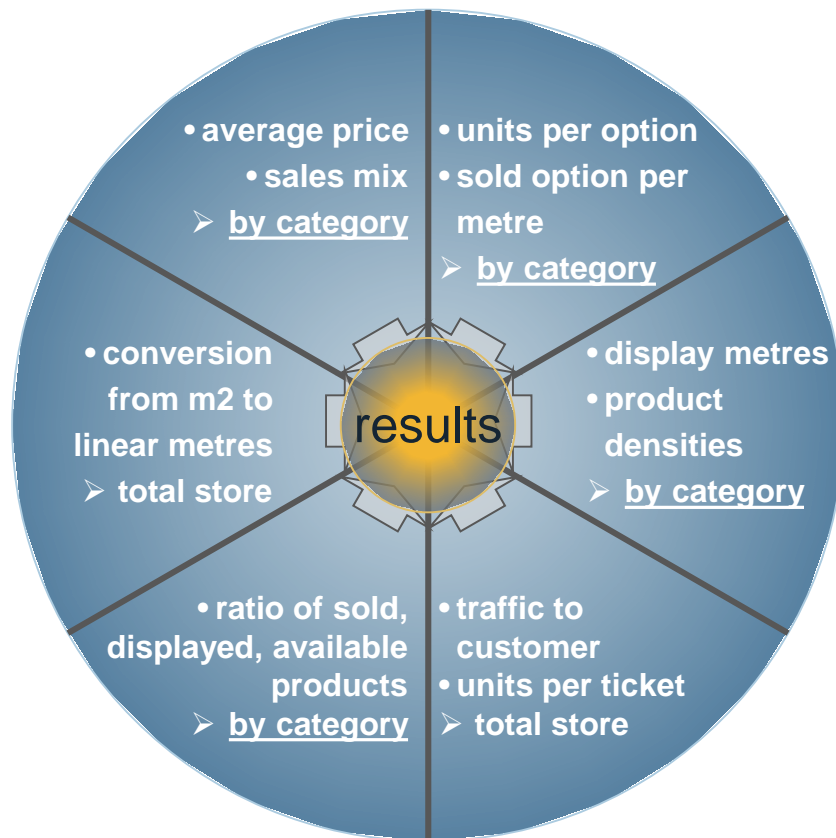 • average price
• sales mix
➢ by category
• units per option
• sold option per
metre
➢ by category
• conversion
from m2 to
linear metres
➢ total store
results
• display metres
• product
densities
➢ by category
• ratio of sold,
displayed, available
products
➢ by category
• traffic to
customer
• units per ticket
➢ total store